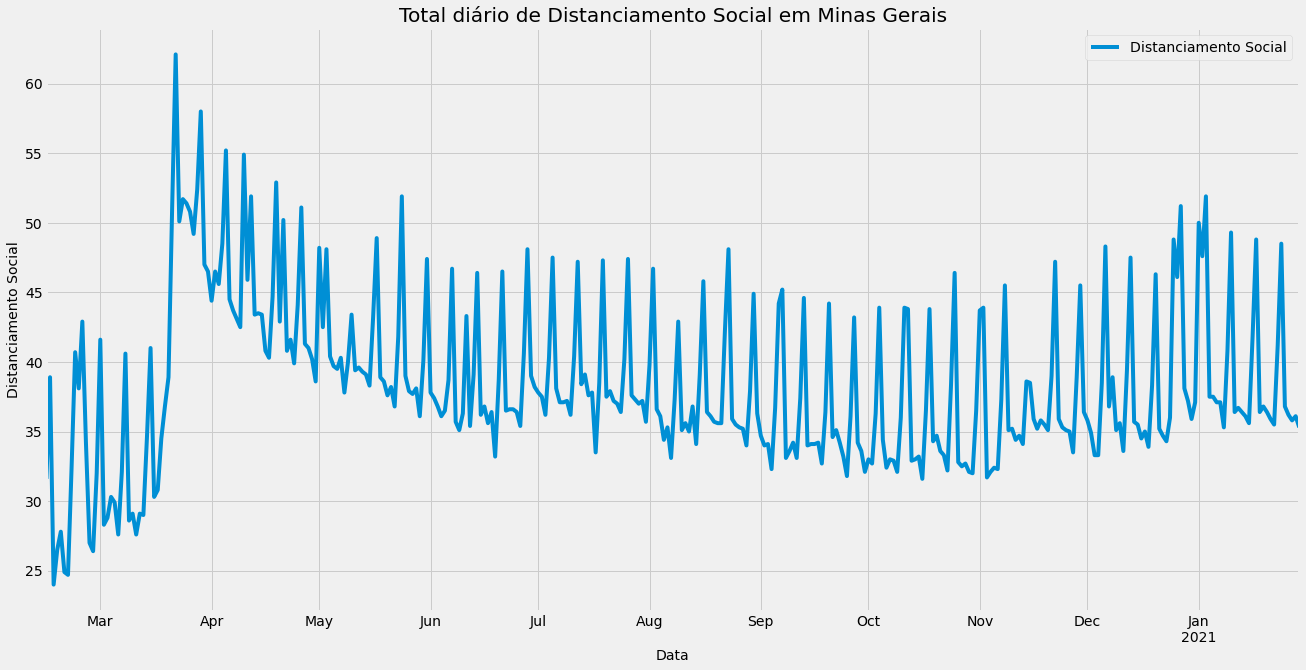 Total diário de Distanciamento Social em Minas Gerais
Distanciamento Social
Distanciamento Social
60
55
50
45
40
35
30
25
Mar Apr May Jun Jul Aug Sep Oct Nov Dec Jan
2021
Data